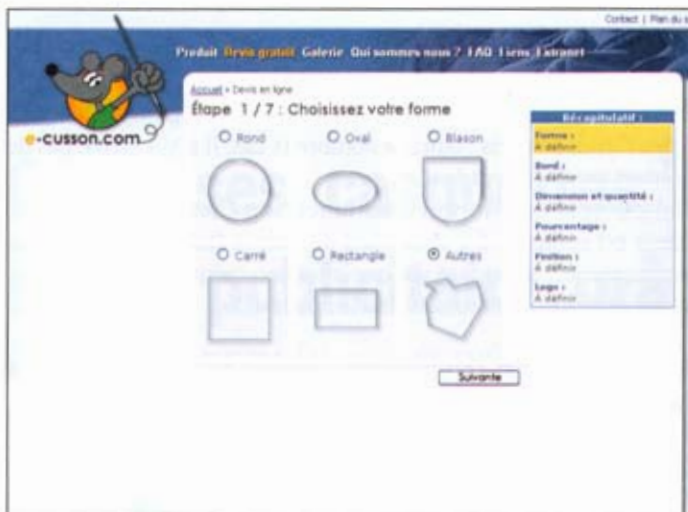 Contact | Plan du s
Produit Devis gratuit Galerie Qui sommes nous ? FAQ Liens Extranet
e-cusson.com
Accueil > Devis en ligne
Étape 1 / 7 : Choisissez votre forme
Rond Oval Blason
Carré Rectangle Autres
Suivante
Récapitulatif :
Forme :
A définir
Bord :
A définir
Dimension et quantité :
A définir
Pourcentage :
A définir
Finition :
A définir
Logo :
A définir